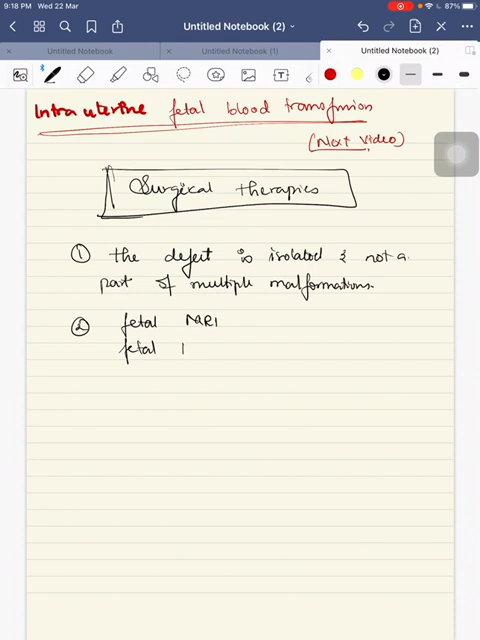 9:18 PM Wed 22 Mar
87%
Untitled Notebook (2)
Untitled Notebook
Untitled Notebook (1)
Untitled Notebook (2)
Intra uterine fetal blood transfusion
(Next video)
Surgical therapies
① the defect is isolated & not a
part of multiple malformations.
② fetal MRI
fetal